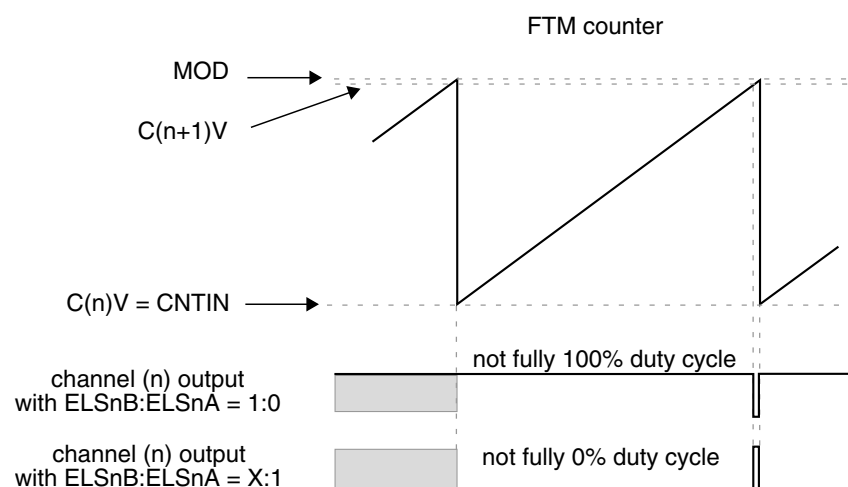 FTM counter
MOD
C(n+1)V
C(n)V = CNTIN
not fully 100% duty cycle
channel (n) output
with ELSnB:ELSnA = 1:0
channel (n) output
with ELSnB:ELSnA = X:1
not fully 0% duty cycle